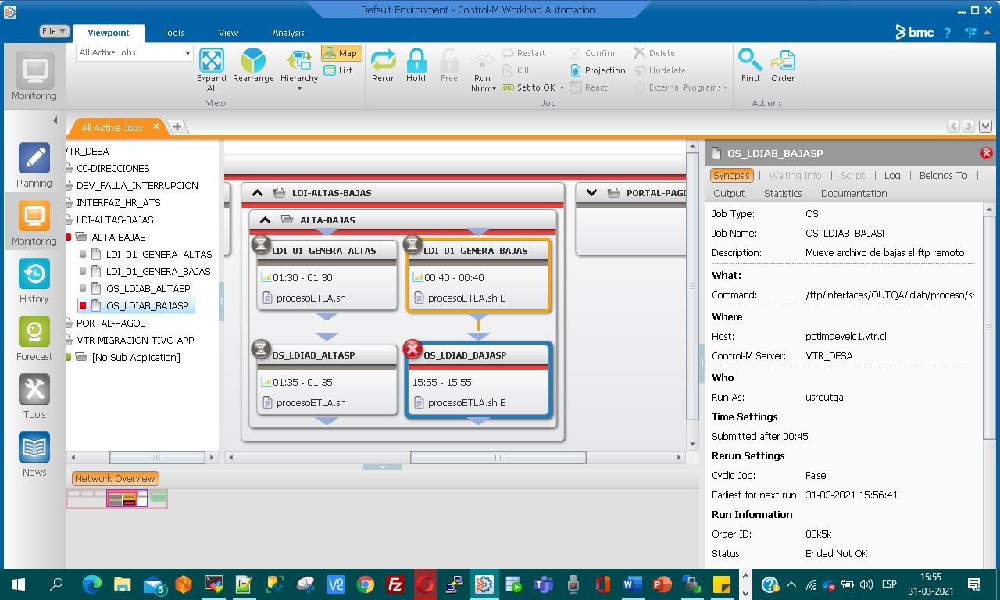 Default Environment - Control-M Workload Automation
File
Viewpoint
Tools
View
Analysis
bmc
?
All Active Jobs
Expand All
Rearrange
Hierarchy
Map
List
View
Rerun
Hold
Free
Run Now
Restart
Kill
Set to OK
Confirm
Projection
React
Delete
Undelete
External Programs
Job
Find
Order
Actions
Monitoring
Planning
Monitoring
History
Forecast
Tools
News
All Active Jobs
VTR_DESA
CC-DIRECCIONES
DEV_FALLA_INTERRUPCION
INTERFAZ_HR_ATS
LDI-ALTAS-BAJAS
ALTA-BAJAS
LDI_01_GENERA_ALTAS
LDI_01_GENERA_BAJAS
OS_LDIAB_ALTASP
OS_LDIAB_BAJASP
PORTAL-PAGOS
VTR-MIGRACION-TIVO-APP
[No Sub Application]
LDI-ALTAS-BAJAS
ALTA-BAJAS
LDI_01_GENERA_ALTAS
01:30 - 01:30
procesoETLA.sh
LDI_01_GENERA_BAJAS
00:40 - 00:40
procesoETLA.sh B
OS_LDIAB_ALTASP
01:35 - 01:35
procesoETLA.sh
OS_LDIAB_BAJASP
15:55 - 15:55
procesoETLA.sh B
PORTAL-PAGO
Network Overview
OS_LDIAB_BAJASP
Synopsis | Waiting Info | Script | Log | Belongs To |
Output | Statistics | Documentation
Job Type: OS
Job Name: OS_LDIAB_BAJASP
Description: Mueve archivo de bajas al ftp remoto
What:
Command: /ftp/interfaces/OUTQA/ldiab/proceso/sh
Where
Host: pctlmdevelc1.vtr.cl
Control-M Server: VTR_DESA
Who
Run As: usroutqa
Time Settings
Submitted after 00:45
Rerun Settings
Cyclic Job: False
Earliest for next run: 31-03-2021 15:56:41
Run Information
Order ID: 03k5k
Status: Ended Not OK
5
ESP
15:55
31-03-2021